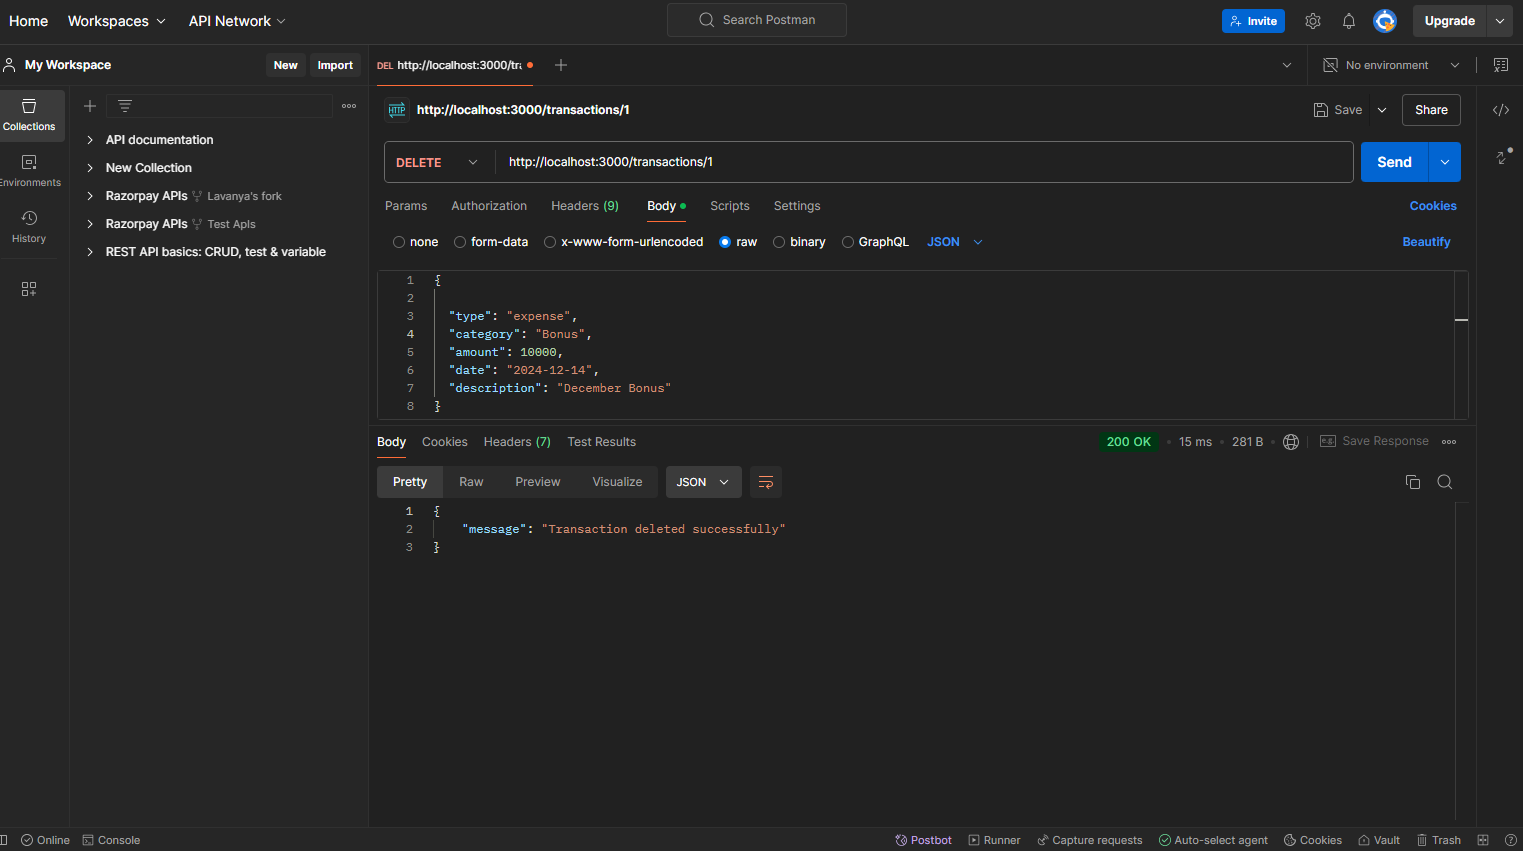 Home Workspaces API Network Search Postman Invite Upgrade
My Workspace New Import DEL http://localhost:3000/tra No environment
Collections
Environments
History
API documentation
New Collection
Razorpay APIs Lavanya's fork
Razorpay APIs Test Apls
REST API basics: CRUD, test & variable
HTTP http://localhost:3000/transactions/1 Save Share
DELETE http://localhost:3000/transactions/1 Send
Params Authorization Headers (9) Body Scripts Settings Cookies
none form-data x-www-form-urlencoded raw binary GraphQL JSON Beautify
1 {
2
3 "type": "expense",
4 "category": "Bonus",
5 "amount": 10000,
6 "date": "2024-12-14",
7 "description": "December Bonus"
8 }
Body Cookies Headers (7) Test Results 200 OK • 15 ms • 281 B • e.g. Save Response
Pretty Raw Preview Visualize JSON
1 {
2 "message": "Transaction deleted successfully"
3 }
Online Console Postbot Runner Capture requests Auto-select agent Cookies Vault Trash